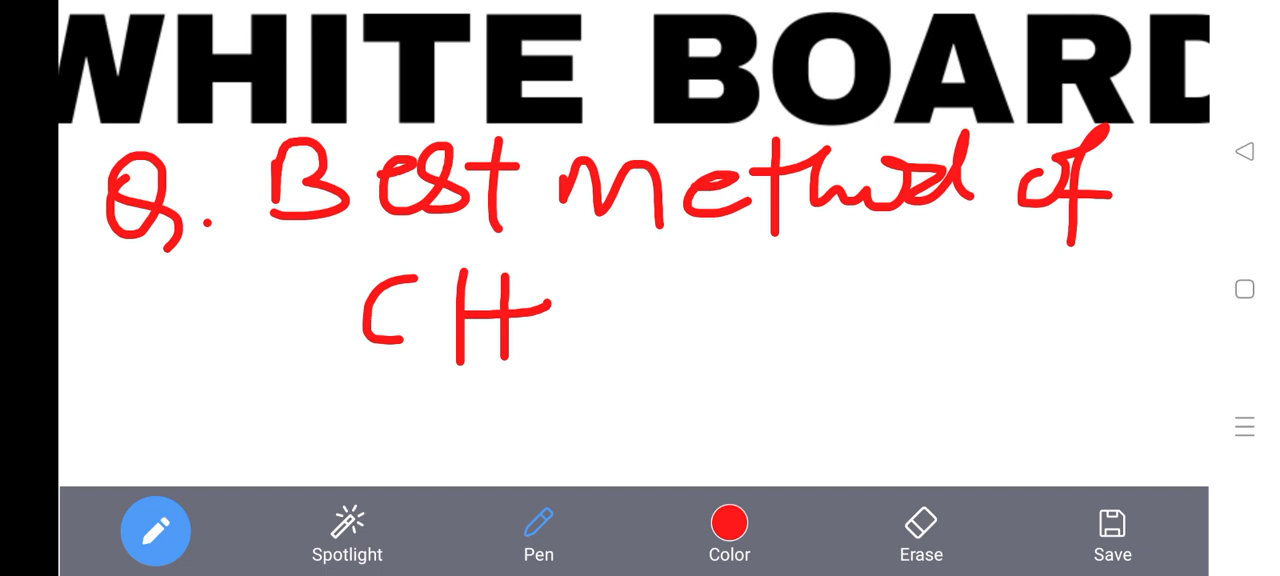 WHITE BOARD
Q. Best Method of
CH
Spotlight
Pen
Color
Erase
Save